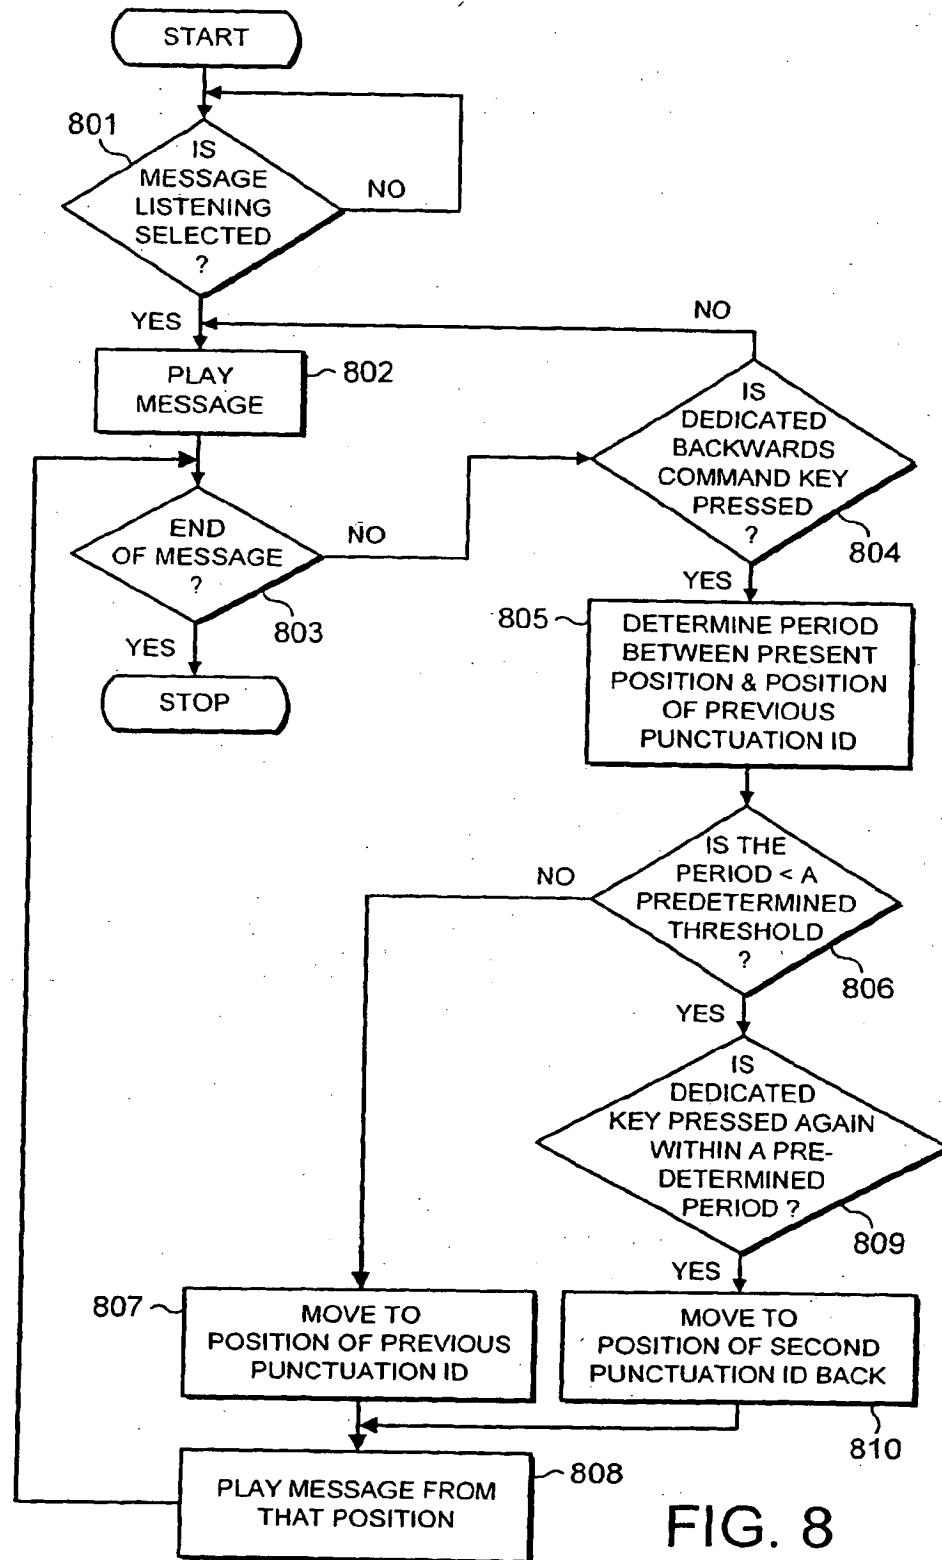 START
801
IS
MESSAGE
LISTENING
SELECTED
?
NO
YES
PLAY
MESSAGE
802
END
OF MESSAGE
?
NO
803
YES
STOP
NO
IS
DEDICATED
BACKWARDS
COMMAND KEY
PRESSED
?
804
YES
805
DETERMINE PERIOD
BETWEEN PRESENT
POSITION & POSITION
OF PREVIOUS
PUNCTUATION ID
IS THE
PERIOD < A
PREDETERMINED
THRESHOLD
?
NO
806
YES
IS
DEDICATED
KEY PRESSED AGAIN
WITHIN A PRE-
DETERMINED
PERIOD ?
809
YES
807
MOVE TO
POSITION OF PREVIOUS
PUNCTUATION ID
MOVE TO
POSITION OF SECOND
PUNCTUATION ID BACK
810
PLAY MESSAGE FROM
THAT POSITION
808
FIG. 8